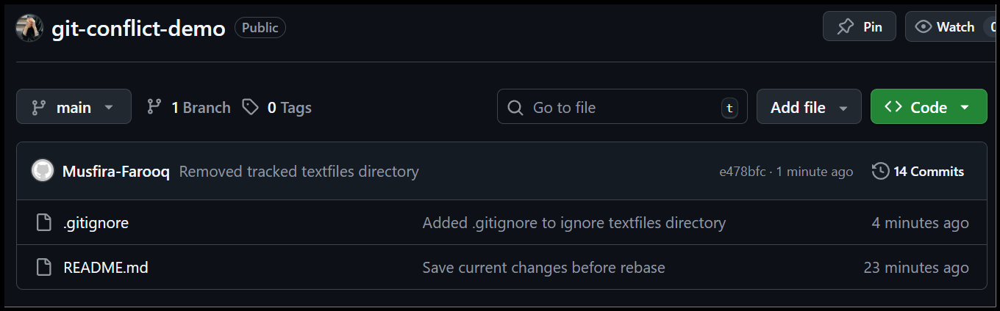 git-conflict-demo Public Pin Watch
main 1 Branch 0 Tags Go to file t Add file Code
Musfira-Farooq Removed tracked textfiles directory e478bfc · 1 minute ago 14 Commits
.gitignore Added .gitignore to ignore textfiles directory 4 minutes ago
README.md Save current changes before rebase 23 minutes ago